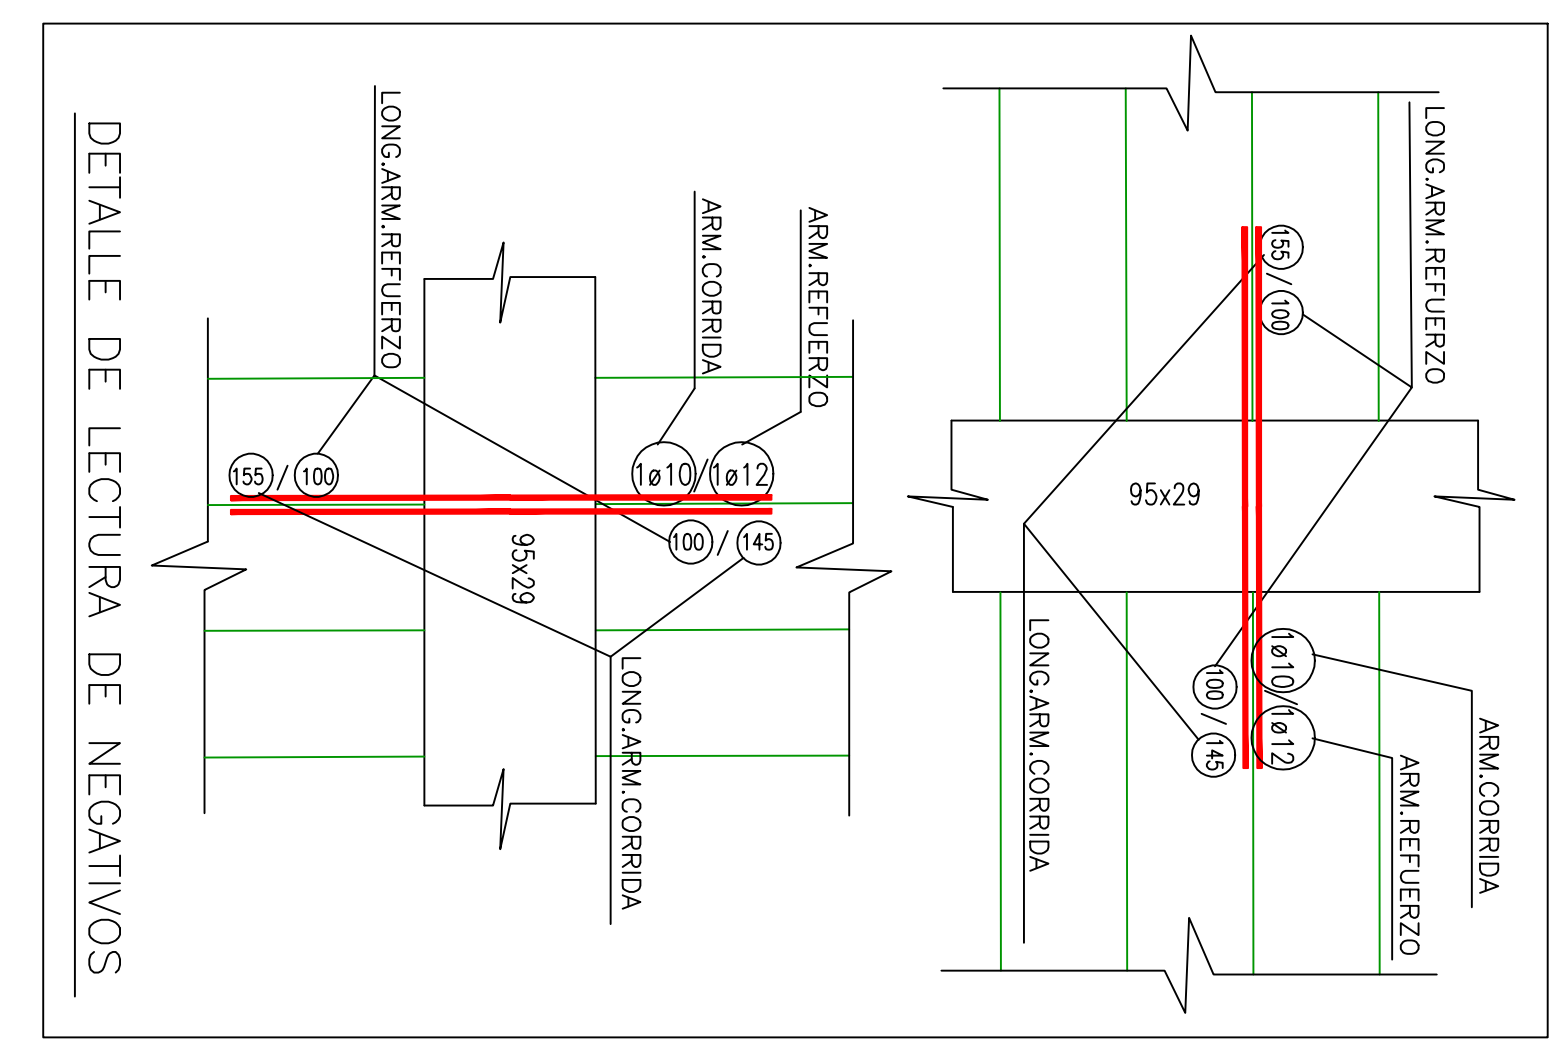 LONG.ARM.REFUERZO
155 / 100
95x29
1ø10/1ø12
100 / 145
LONG.ARM.CORRIDA
ARM.CORRIDA
ARM.REFUERZO
ARM.REFUERZO
ARM.CORRIDA
LONG.ARM.REFUERZO
1ø10/1ø12
155 / 100
100 / 145
95x29
LONG.ARM.CORRIDA
DETALLE DE LECTURA DE NEGATIVOS